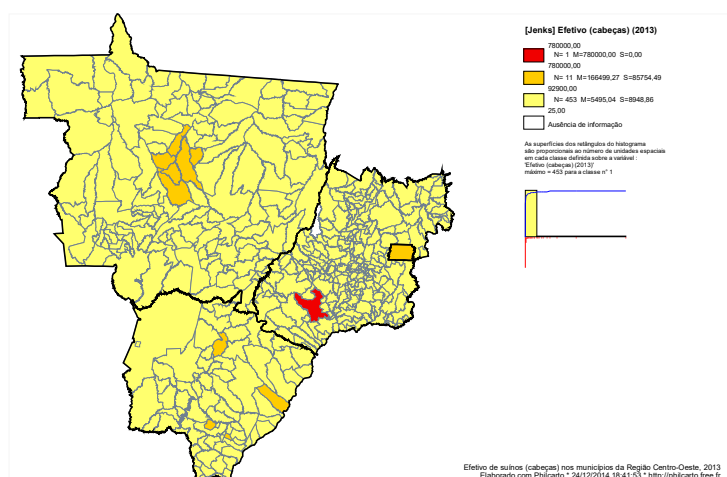 [Jenks] Efetivo (cabeças) (2013)
780000,00
N= 1 M=780000,00 S=0,00
780000,00
N= 11 M=166499,27 S=85754,49
92900,00
N= 453 M=5495,04 S=8948,86
25,00
Ausência de informação
As superfícies dos retângulos do histograma
são proporcionais ao número de unidades espaciais
em cada classe definida sobre a variável :
'Efetivo (cabeças) (2013)'
máximo = 453 para a classe n° 1
Efetivo de suínos (cabeças) nos municípios da Região Centro-Oeste, 2013
Elaborado com Philcarto * 24/12/2014 18:41:53 * http://philcarto.free.fr